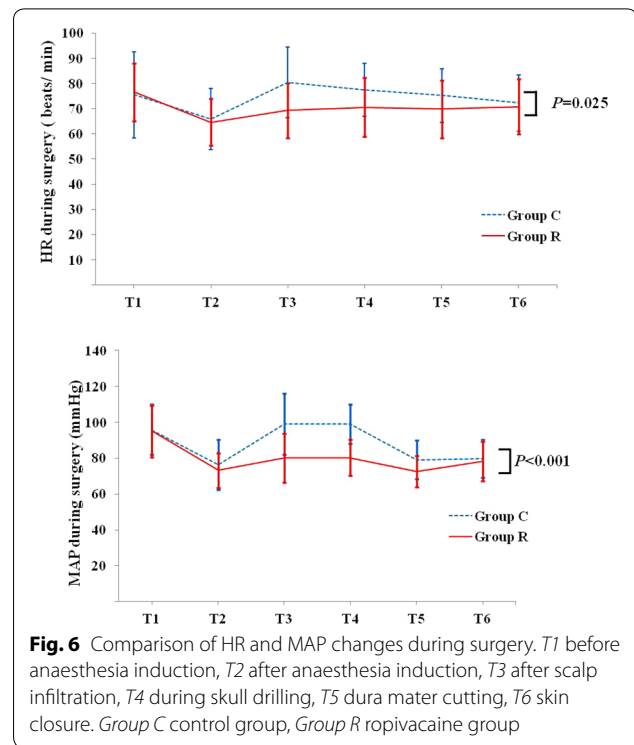 HR during surgery ( beats/ min)
100
90
80
70
60
50
40
30
20
10
P=0.025
Group C
Group R
T1 T2 T3 T4 T5 T6
MAP during surgery (mmHg)
140
120
100
80
60
40
20
P<0.001
Group C
Group R
T1 T2 T3 T4 T5 T6
Fig. 6 Comparison of HR and MAP changes during surgery. T1 before
anaesthesia induction, T2 after anaesthesia induction, T3 after scalp
infiltration, T4 during skull drilling, T5 dura mater cutting, T6 skin
closure. Group C control group, Group R ropivacaine group